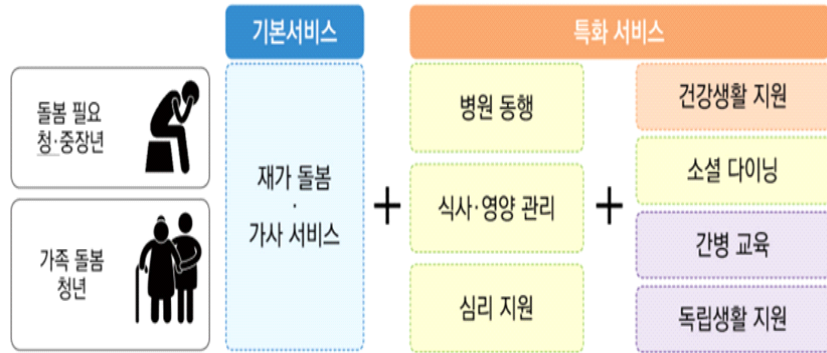 기본서비스
특화 서비스
돌봄 필요
청·중장년
가족 돌봄
청년
재가 돌봄
·
가사 서비스
+
병원 동행
식사·영양 관리
심리 지원
+
건강생활 지원
소셜 다이닝
간병 교육
독립생활 지원